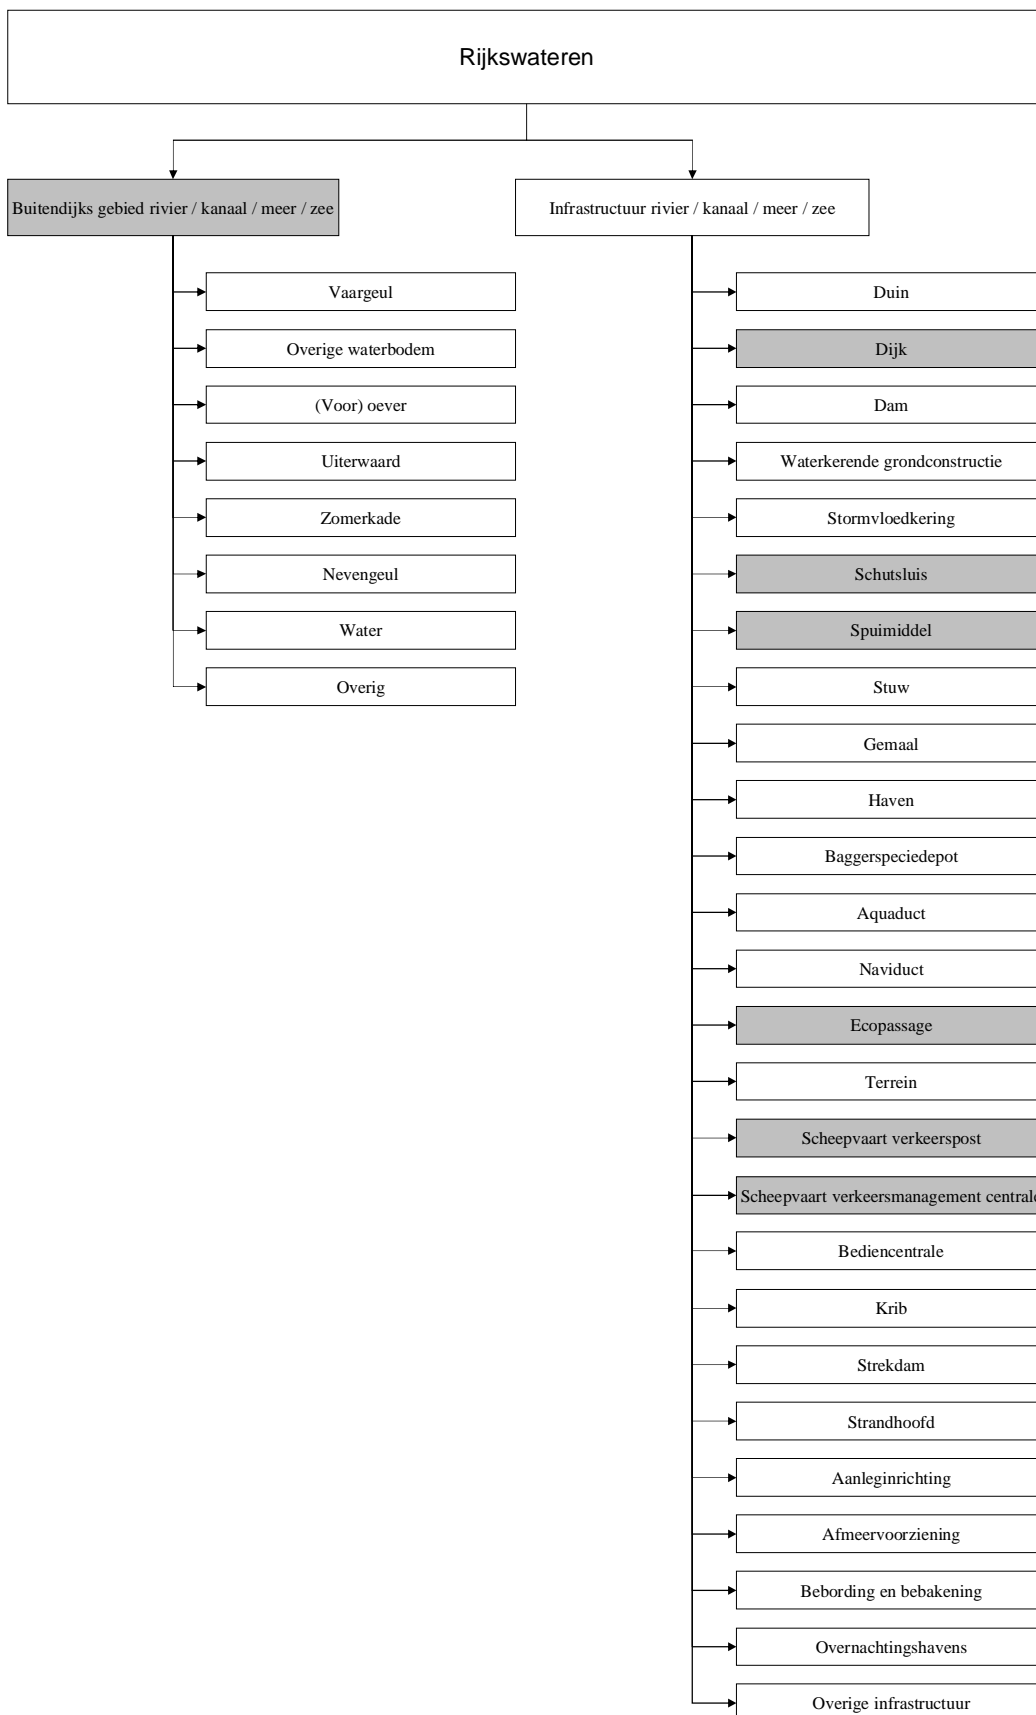 Rijkswateren
Buitendijks gebied rivier / kanaal / meer / zee
Infrastructuur rivier / kanaal / meer / zee
Vaargeul
Overige waterbodem
(Voor) oever
Uiterwaard
Zomerkade
Nevengeul
Water
Overig
Duin
Dijk
Dam
Waterkerende grondconstructie
Stormvloedkering
Schutsluis
Spuimiddel
Stuw
Gemaal
Haven
Baggerspeciedepot
Aquaduct
Naviduct
Ecopassage
Terrein
Scheepvaart verkeerspost
Scheepvaart verkeersmanagement centrale
Bediencentrale
Krib
Strekdam
Strandhoofd
Aanleginrichting
Afmeervoorziening
Bebording en bebakening
Overnachtingshavens
Overige infrastructuur